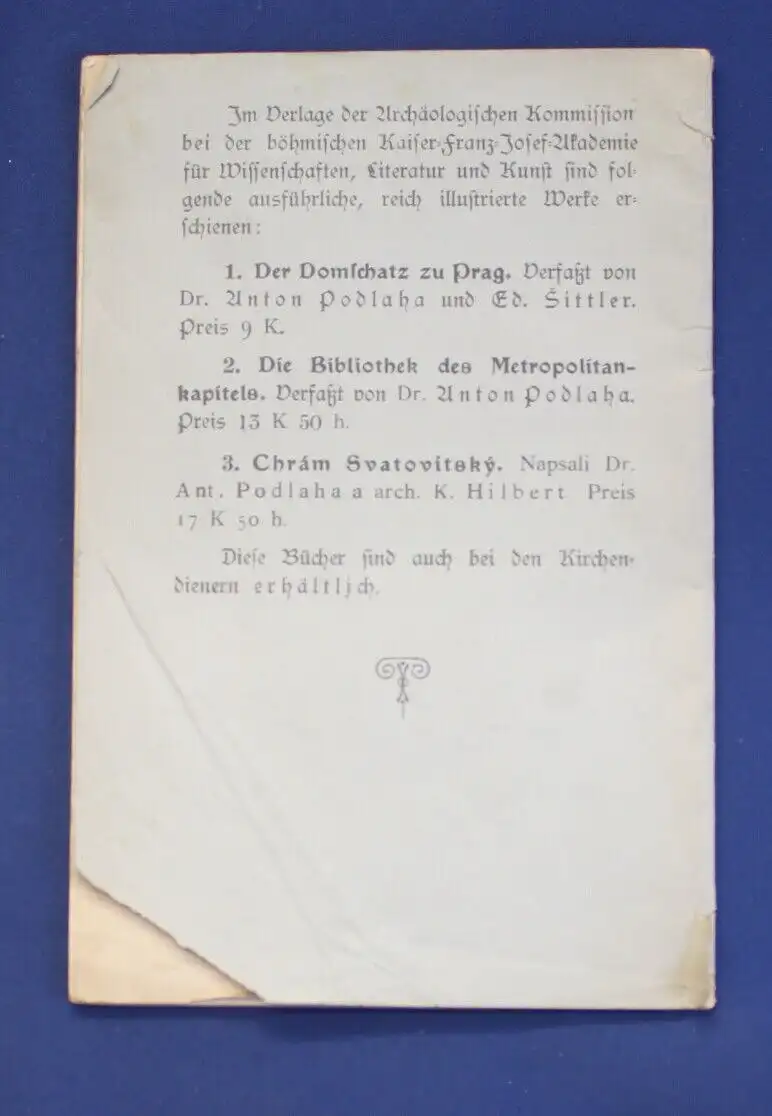 Im Verlage der Archäologischen Kommission
bei der böhmischen Kaiser-Franz-Josef-Akademie
für Wissenschaften, Literatur und Kunst sind fol-
gende ausführliche, reich illustrierte Werke er-
schienen:
1. Der Domschatz zu Prag. Verfaßt von
Dr. Anton Podlaha und Ed. Šittler.
Preis 9 K.
2. Die Bibliothek des Metropolitan-
kapitels. Verfaßt von Dr. Anton Podlaha.
Preis 13 K 50 h.
3. Chrám Svatovitský. Napsali Dr.
Ant. Podlaha a arch. K. Hilbert Preis
17 K 50 h.
Diese Bücher sind auch bei den Kirchen-
dienern erhältljch.